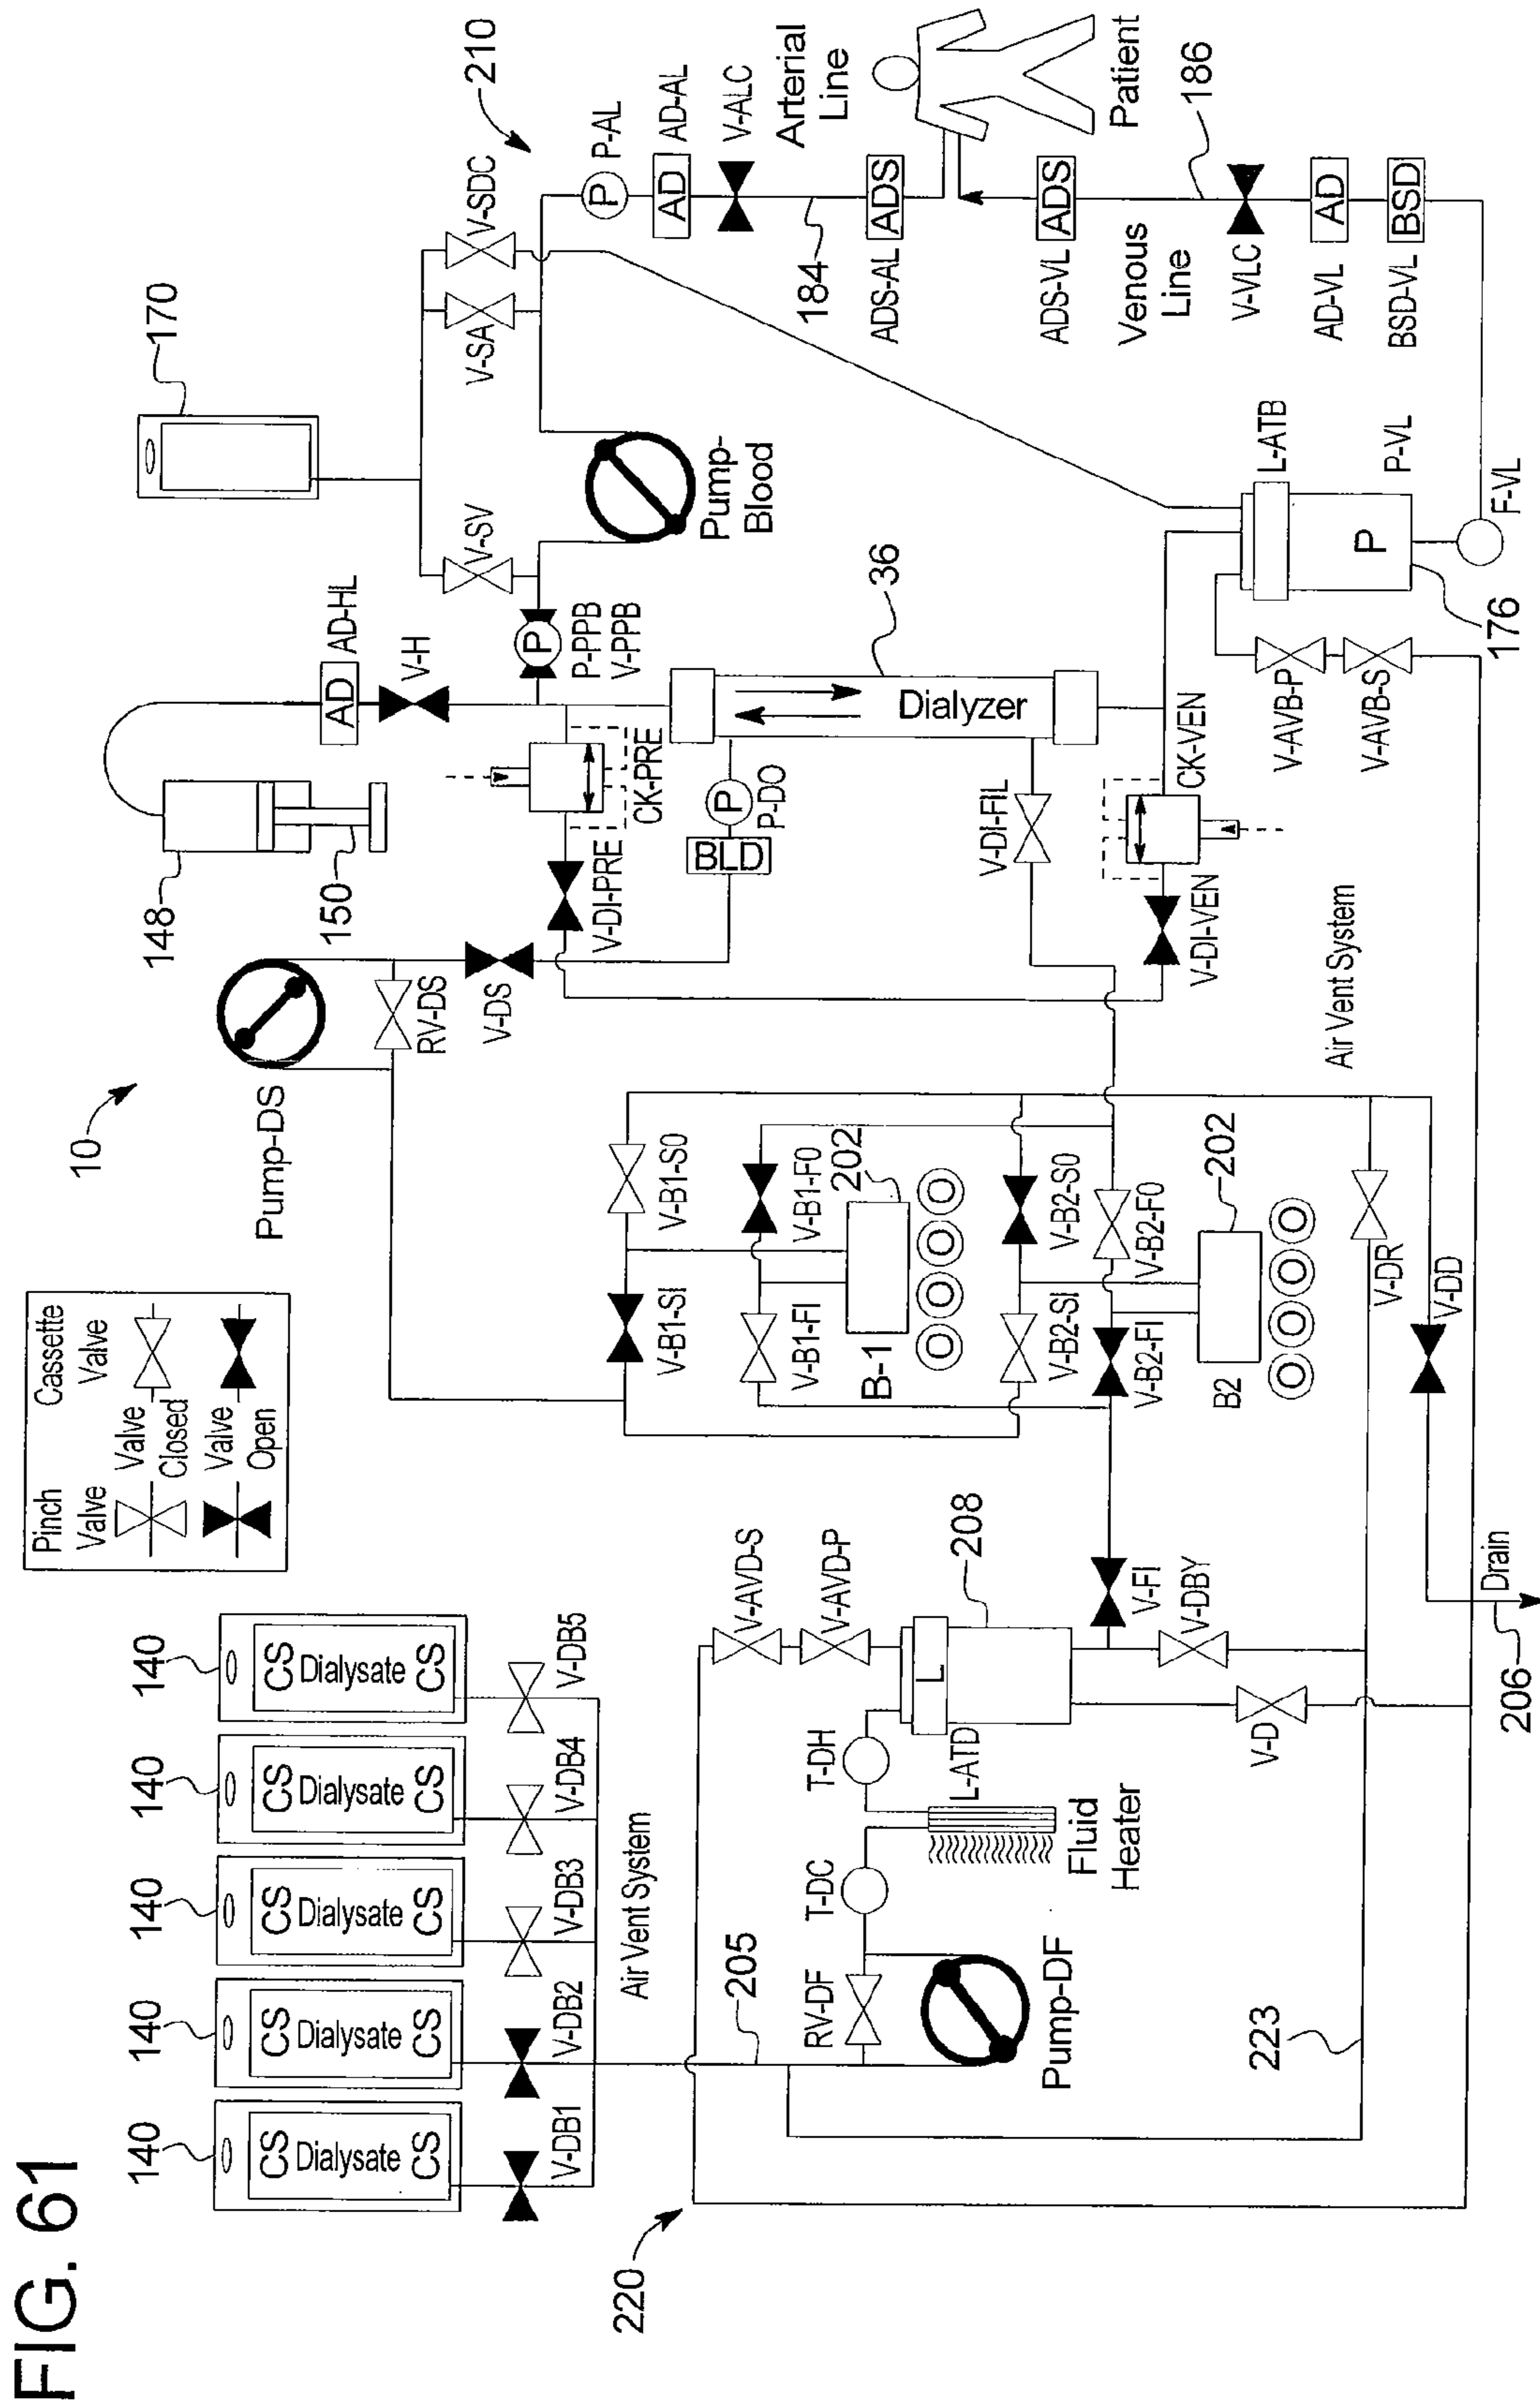 FIG. 61
10
Pinch
Valve
Cassette
Valve
Valve
Closed
Valve
Open
140
140
140
140
140
CS
Dialysate
CS
CS
Dialysate
CS
CS
Dialysate
CS
CS
Dialysate
CS
CS
Dialysate
CS
V-DB1
V-DB2
V-DB3
V-DB4
V-DB5
Air Vent System
220
205
RV-DF
Pump-DF
T-DC
T-DH
Fluid
Heater
L-ATD
L
208
V-AVD-S
V-AVD-P
V-FI
V-DBY
V-D
223
Drain
206
Pump-DS
RV-DS
V-DS
V-B1-SI
V-B1-S0
V-B1-FI
V-B1-F0
202
B-1
O O O O
V-B2-SI
V-B2-S0
V-B2-FI
V-B2-F0
202
B2
O O O O
V-DR
V-DD
148
150
AD
AD-HL
V-H
V-DI-PRE
CK-PRE
BLD
P
P-DO
V-DI-FIL
V-DI-VEN
CK-VEN
Air Vent System
Dialyzer
36
P
P-PPB
V-PPB
170
V-SV
V-SA
V-SDC
Pump-
Blood
210
P
P-AL
AD
AD-AL
V-ALC
Arterial
Line
184
ADS
ADS-AL
Patient
ADS
ADS-VL
Venous
Line
186
V-VLC
AD
AD-VL
BSD
BSD-VL
L-ATB
P
P-VL
F-VL
176
V-AVB-P
V-AVB-S